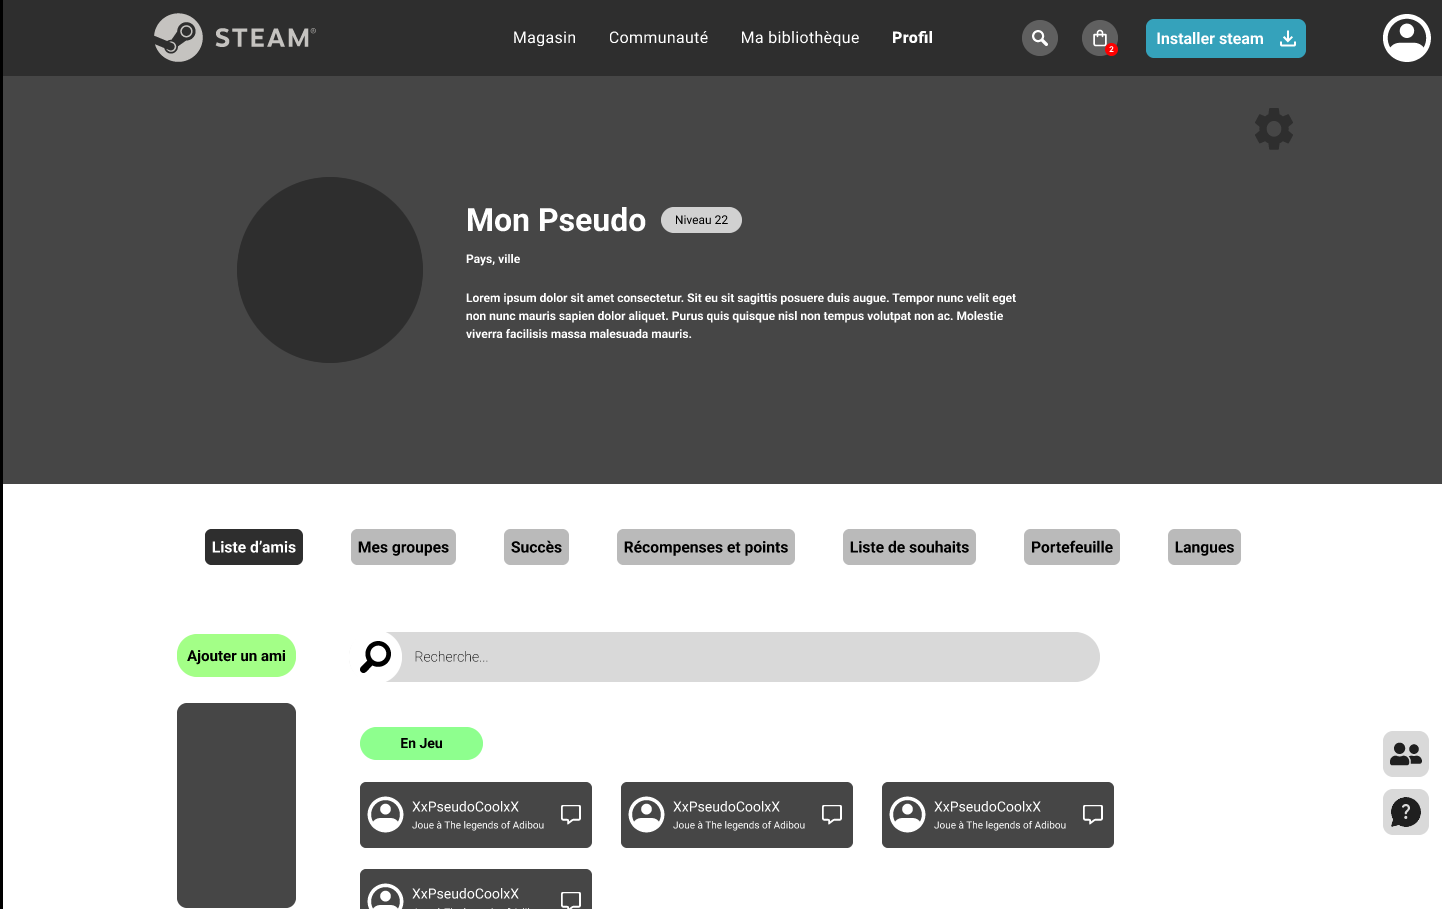 STEAM®
Magasin
Communauté
Ma bibliothèque
Profil
2
Installer steam
Mon Pseudo
Niveau 22
Pays, ville
Lorem ipsum dolor sit amet consectetur. Sit eu sit sagittis posuere duis augue. Tempor nunc velit eget
non nunc mauris sapien dolor aliquet. Purus quis quisque nisl non tempus volutpat non ac. Molestie
viverra facilisis massa malesuada mauris.
Liste d’amis
Mes groupes
Succès
Récompenses et points
Liste de souhaits
Portefeuille
Langues
Ajouter un ami
Recherche...
En Jeu
XxPseudoCoolxX
Joue à The legends of Adibou
XxPseudoCoolxX
Joue à The legends of Adibou
XxPseudoCoolxX
Joue à The legends of Adibou
?
XxPseudoCoolxX